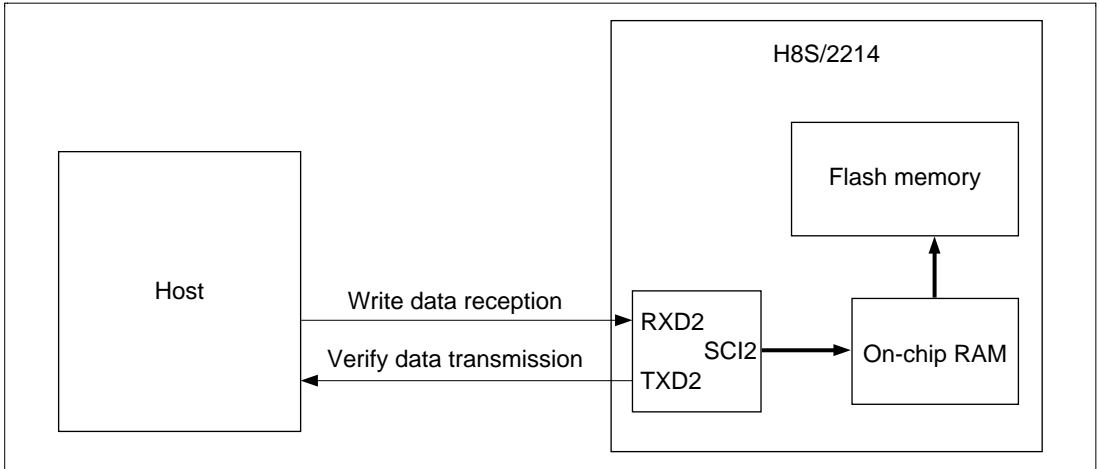 H8S/2214
Flash memory
Host
Write data reception
RXD2
SCI2
On-chip RAM
Verify data transmission
TXD2